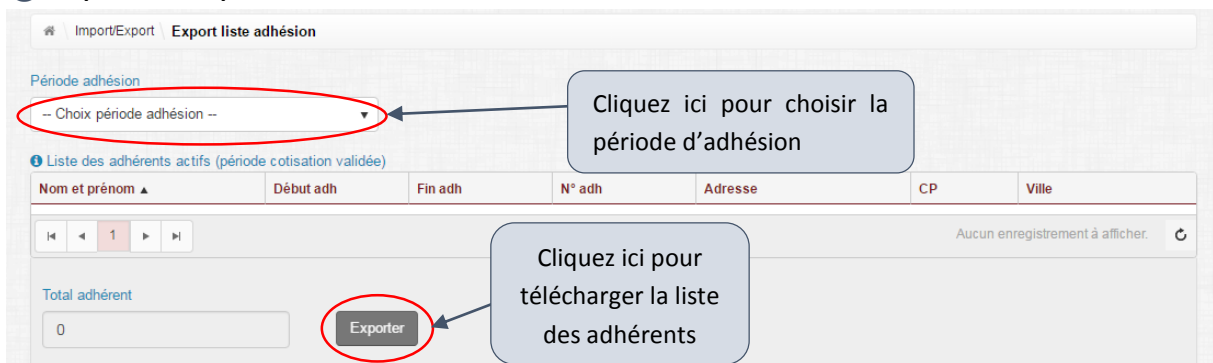 Import/Export \ Export liste adhésion
Période adhésion
-- Choix période adhésion --
Cliquez ici pour choisir la
période d’adhésion
Liste des adhérents actifs (période cotisation validée)
Nom et prénom ▲ Début adh Fin adh N° adh Adresse CP Ville
1
Aucun enregistrement à afficher.
Cliquez ici pour
télécharger la liste
des adhérents
Total adhérent
0
Exporter